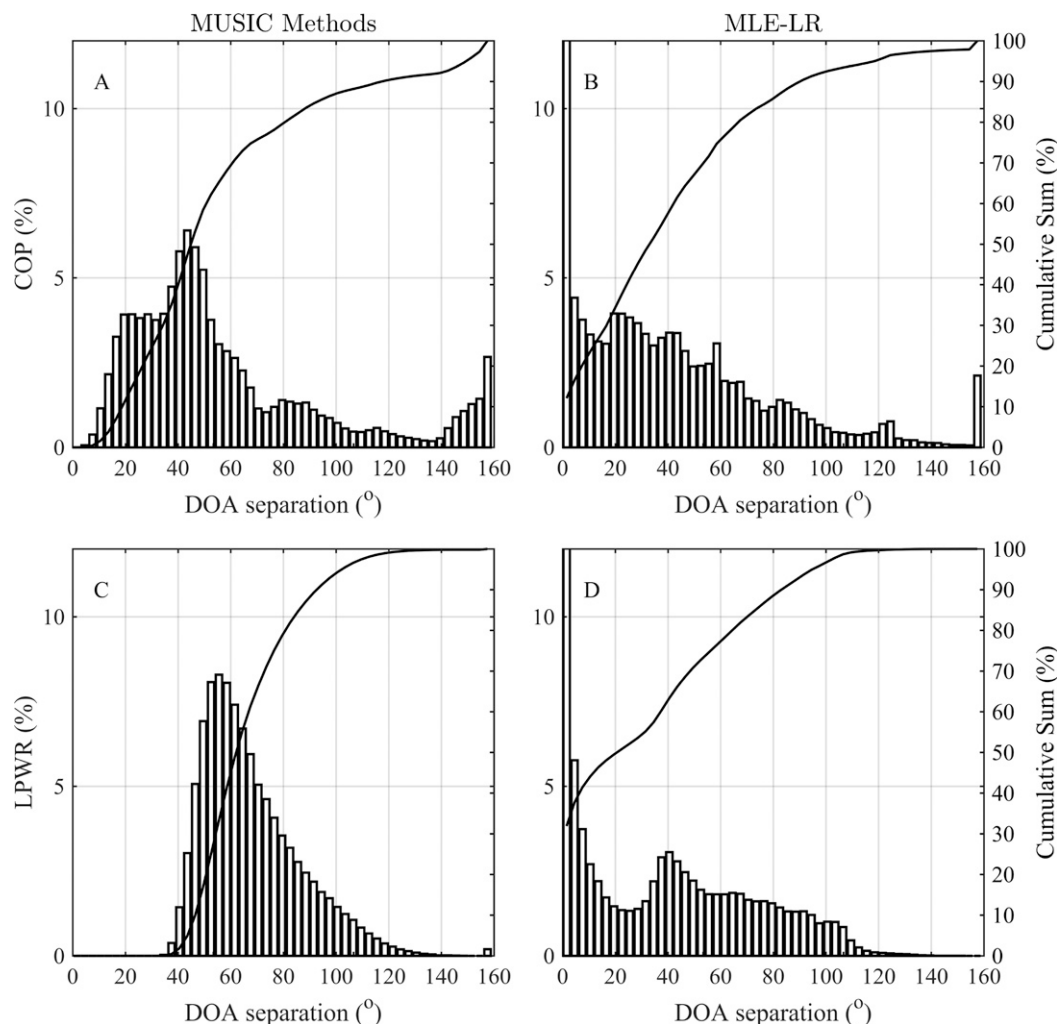 MUSIC Methods
MLE-LR
A
B
10
5
0
COP (%)
0 20 40 60 80 100 120 140 160
DOA separation (°)
10
5
0
0 20 40 60 80 100 120 140 160
DOA separation (°)
100
90
80
70
60
50
40
30
20
10
0
Cumulative Sum (%)
C
D
10
5
0
LPWR (%)
0 20 40 60 80 100 120 140 160
DOA separation (°)
10
5
0
0 20 40 60 80 100 120 140 160
DOA separation (°)
100
90
80
70
60
50
40
30
20
10
0
Cumulative Sum (%)